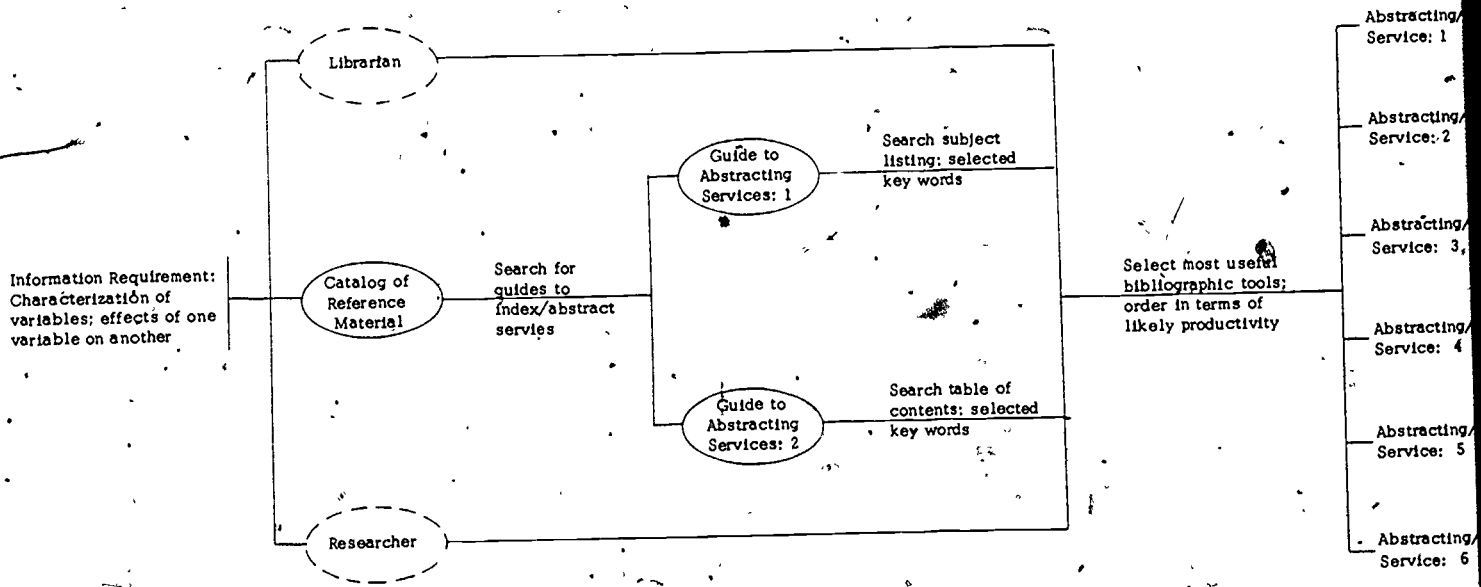 Librarian
Information Requirement:
Characterization of
variables; effects of one
variable on another
Catalog of
Reference
Material
Search for
guides to
index/abstract
servies
Researcher
Guide to
Abstracting
Services: 1
Search subject
listing; selected
key words
Guide to
Abstracting
Services: 2
Search table of
contents; selected
key words
Select most useful
bibliographic tools;
order in terms of
likely productivity
Abstracting/
Service: 1
Abstracting/
Service: 2
Abstracting/
Service: 3
Abstracting/
Service: 4
Abstracting/
Service: 5
Abstracting/
Service: 6